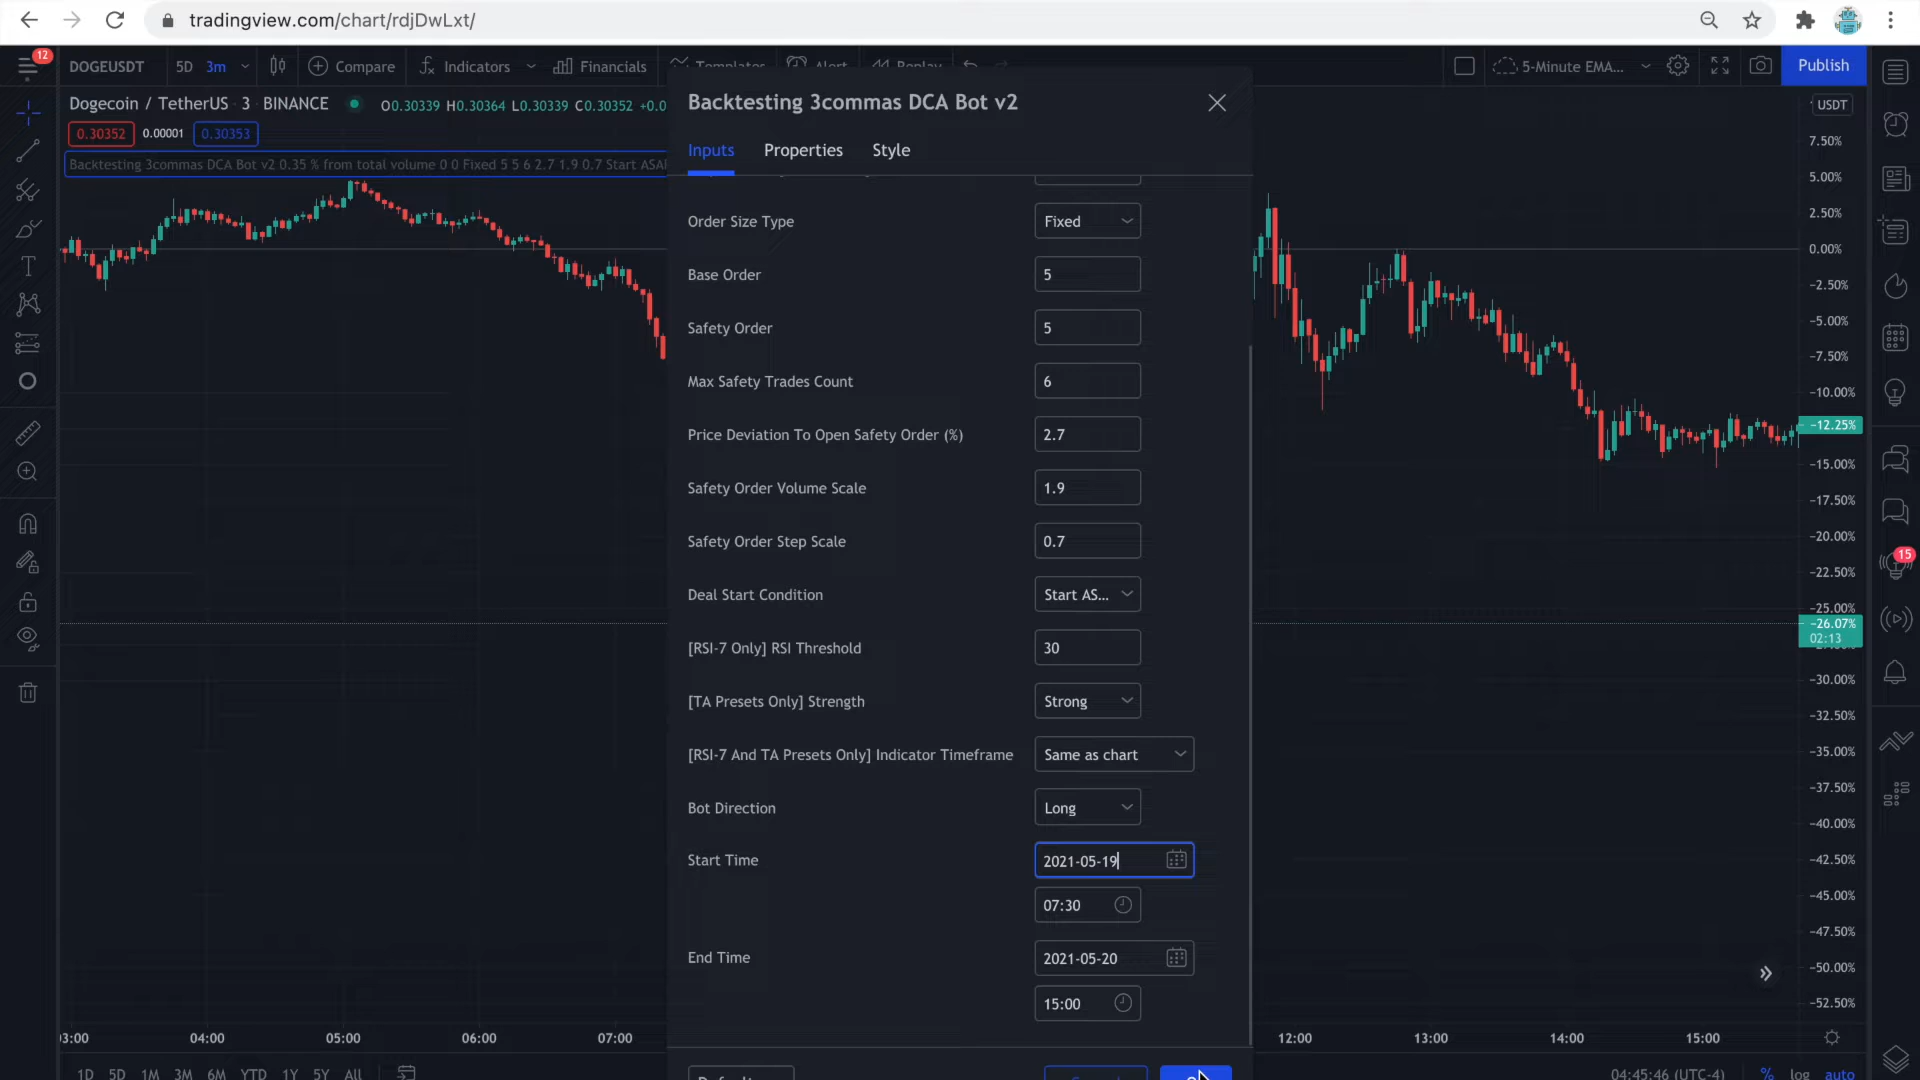 tradingview.com/chart/rdjDwLxt/
12
DOGEUSDT 5D 3m Compare Indicators Financials Templates Alert Replay 5-Minute EMA... Publish
Dogecoin / TetherUS · 3 · BINANCE O0.30339 H0.30364 L0.30339 C0.30352 +0.0
0.30352 0.00001 0.30353
Backtesting 3commas DCA Bot v2 0.35 % from total volume 0 0 Fixed 5 5 6 2.7 1.9 0.7 Start ASA
Backtesting 3commas DCA Bot v2
Inputs Properties Style
Order Size Type Fixed
Base Order 5
Safety Order 5
Max Safety Trades Count 6
Price Deviation To Open Safety Order (%) 2.7
Safety Order Volume Scale 1.9
Safety Order Step Scale 0.7
Deal Start Condition Start AS...
[RSI-7 Only] RSI Threshold 30
[TA Presets Only] Strength Strong
[RSI-7 And TA Presets Only] Indicator Timeframe Same as chart
Bot Direction Long
Start Time 2021-05-19
07:30
End Time 2021-05-20
15:00
USDT
7.50%
5.00%
2.50%
0.00%
-2.50%
-5.00%
-7.50%
-10.00%
-12.25%
-15.00%
-17.50%
-20.00%
-22.50%
-25.00%
-26.07%
02:13
-30.00%
-32.50%
-35.00%
-37.50%
-40.00%
-42.50%
-45.00%
-47.50%
-50.00%
-52.50%
15
03:00 04:00 05:00 06:00 07:00 12:00 13:00 14:00 15:00
1D 5D 1M 3M 6M YTD 1Y 5Y All 04:45:46 (UTC-4) % log auto